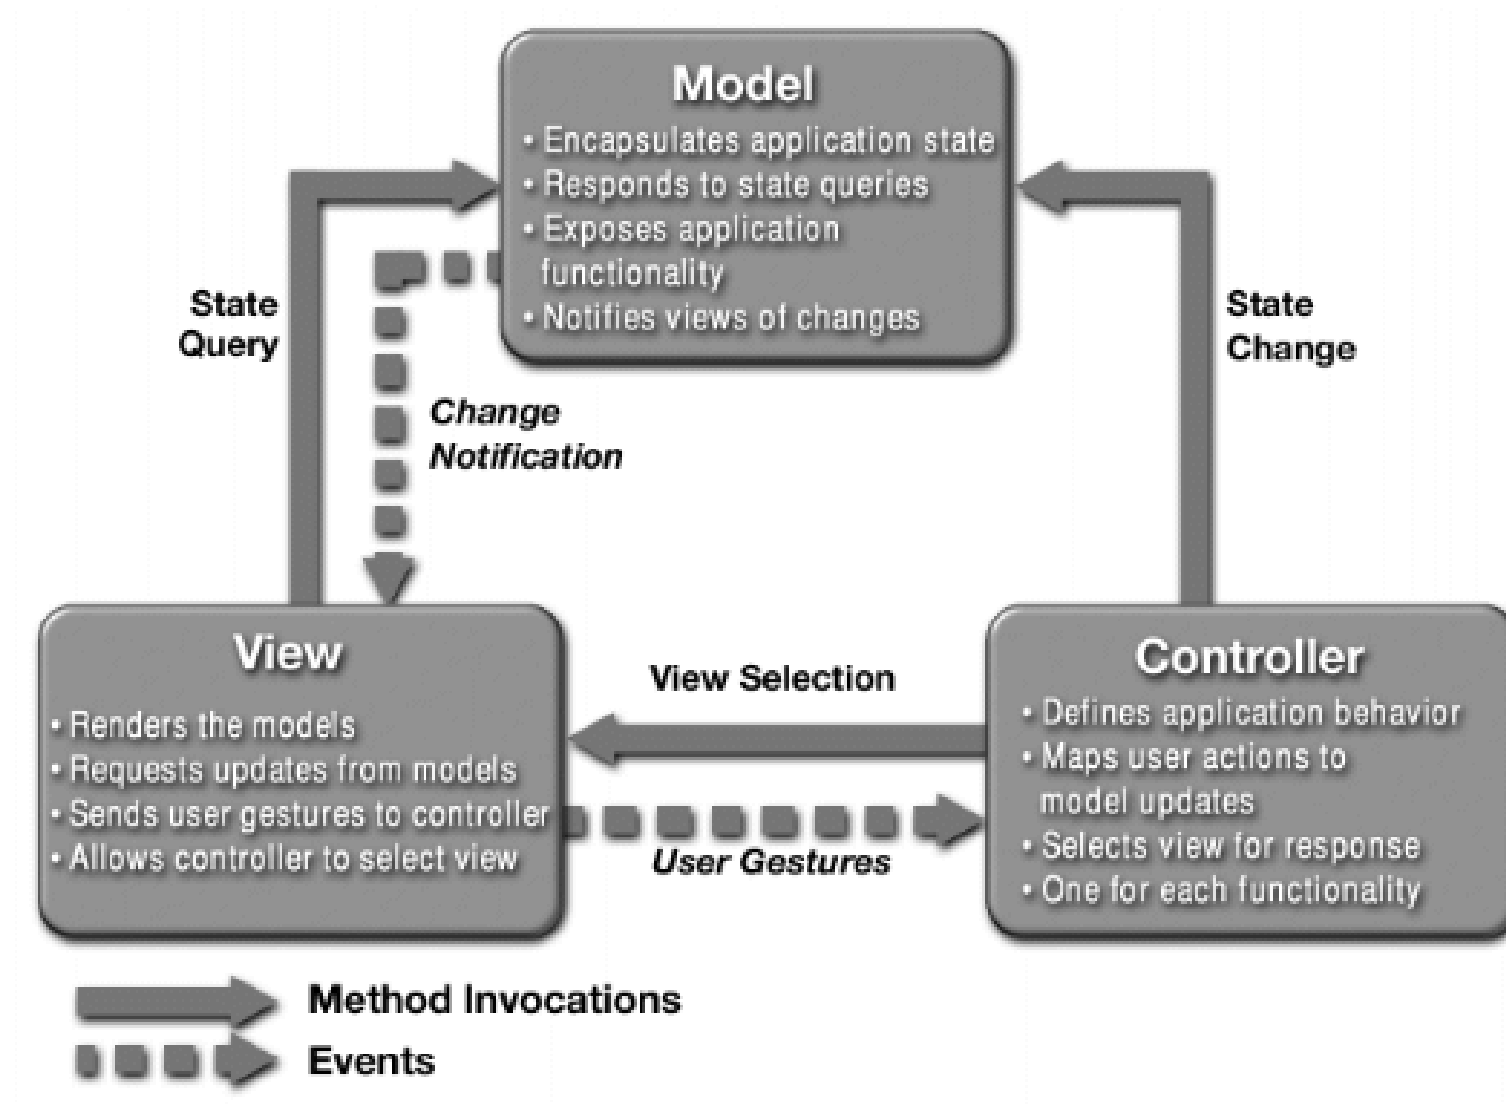 Model
• Encapsulates application state
• Responds to state queries
• Exposes application
functionality
• Notifies views of changes
State
Query
Change
Notification
State
Change
View
• Renders the models
• Requests updates from models
• Sends user gestures to controller
• Allows controller to select view
View Selection
User Gestures
Controller
• Defines application behavior
• Maps user actions to
model updates
• Selects view for response
• One for each functionality
Method Invocations
Events